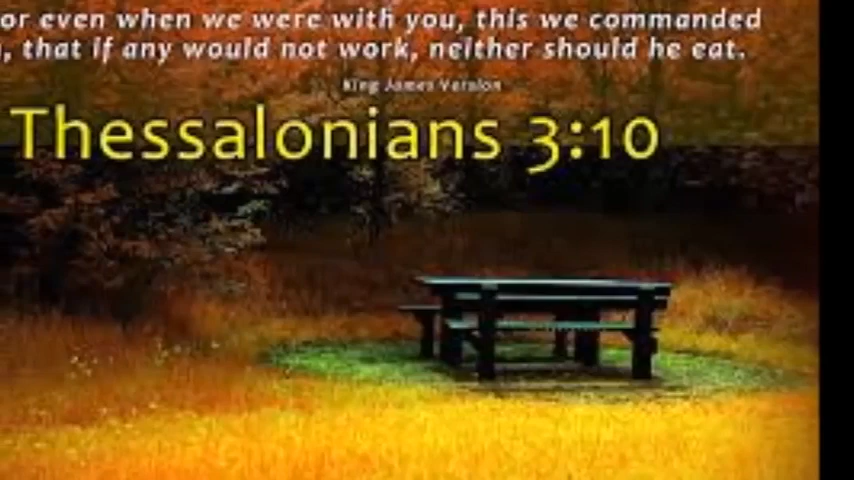 or even when we were with you, this we commanded
, that if any would not work, neither should he eat.
King James Version
Thessalonians 3:10